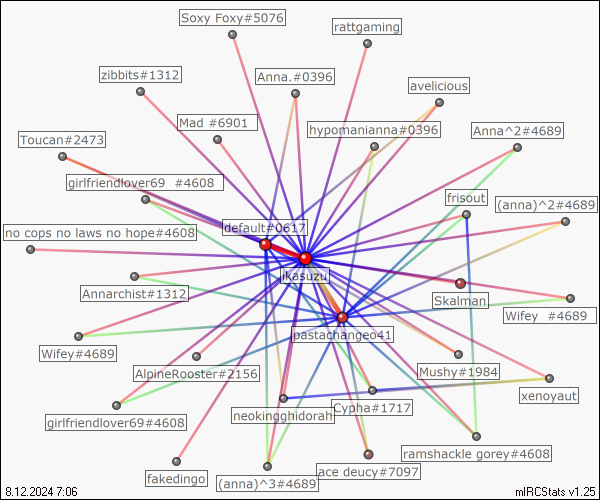 Soxy Foxy#5076
rattgaming
zibbits#1312
Anna.#0396
avelicious
Mad #6901
hypomanianna#0396
Anna^2#4689
Toucan#2473
girlfriendlover69 #4608
frisout
(anna)^2#4689
no cops no laws no hope#4608
default#0617
ikasuzu
Annarchist#1312
Skalman
Wifey #4689
pastachangeo41
Wifey#4689
AlpineRooster#2156
Mushy#1984
xenoyaut
girlfriendlover69#4608
neokingghidorah
Cypha#1717
ramshackle gorey#4608
fakedingo
(anna)^3#4689
ace deucy#7097
8.12.2024 7:06
mIRCStats v1.25